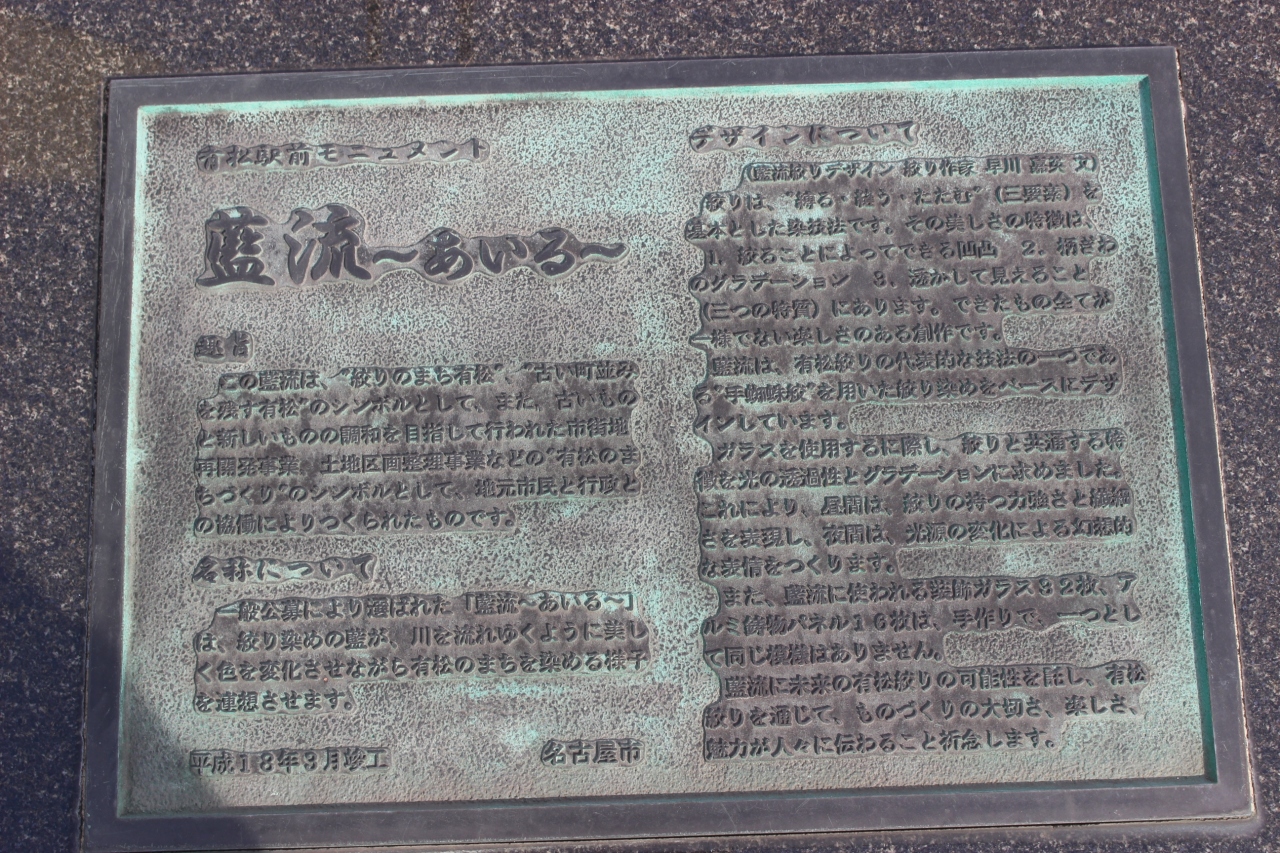 有松駅前モニュメント
藍流～あいる～
趣旨
この藍流は、“絞りのまち有松”、“古い町並み
を残す有松”のシンボルとして、また、古いもの
と新しいものの調和を目指して行われた市街地
再開発事業、土地区画整理事業などの“有松のま
ちづくり”のシンボルとして、地元市民と行政と
の協働によりつくられたものです。
名称について
一般公募により選ばれた「藍流～あいる～」
は、絞り染めの藍が、川を流れゆくように美し
く色を変化させながら有松のまちを染める様子
を連想させます。
平成18年3月竣工
名古屋市
デザインについて
(藍流絞りデザイン 絞り作家 早川 嘉英 文)
絞りは、“縛る・縫う・たたむ”（三要素）を
基本とした染技法です。その美しさの特徴は
1．絞ることによってできる凹凸 2．柄ぎわ
のグラデーション 3．透かして見えること
（三つの特質）にあります。できたもの全てが
一様でない楽しさのある創作です。
藍流は、有松絞りの代表的な技法の一つであ
る“手蜘蛛絞”を用いた絞り染めをベースにデザ
インしています。
ガラスを使用するに際し、絞りと共通する特
徴を光の透過性とグラデーションに求めました。
これにより、昼間は、絞りの持つ力強さと繊細
さを表現し、夜間は、光源の変化による幻想的
な表情をつくります。
また、藍流に使われる装飾ガラス32枚、ア
ルミ鋳物パネル16枚は、手作りで、一つとし
て同じ模様はありません。
藍流に未来の有松絞りの可能性を託し、有松
絞りを通じて、ものづくりの大切さ、楽しさ、
魅力が人々に伝わること祈念します。